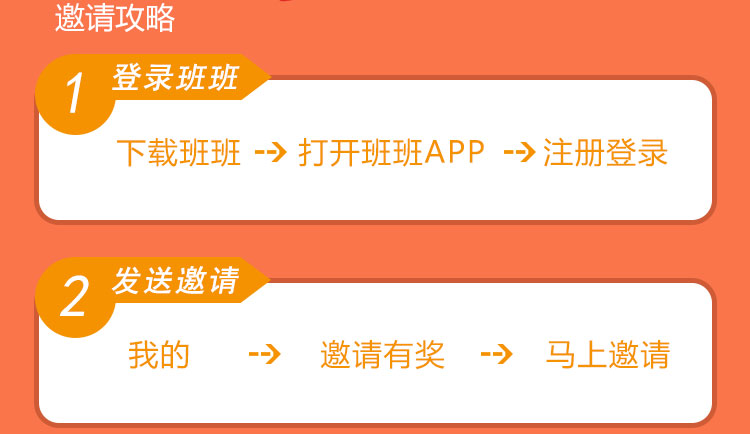 邀请攻略
1 登录班班
下载班班 → 打开班班APP → 注册登录
2 发送邀请
我的 → 邀请有奖 → 马上邀请